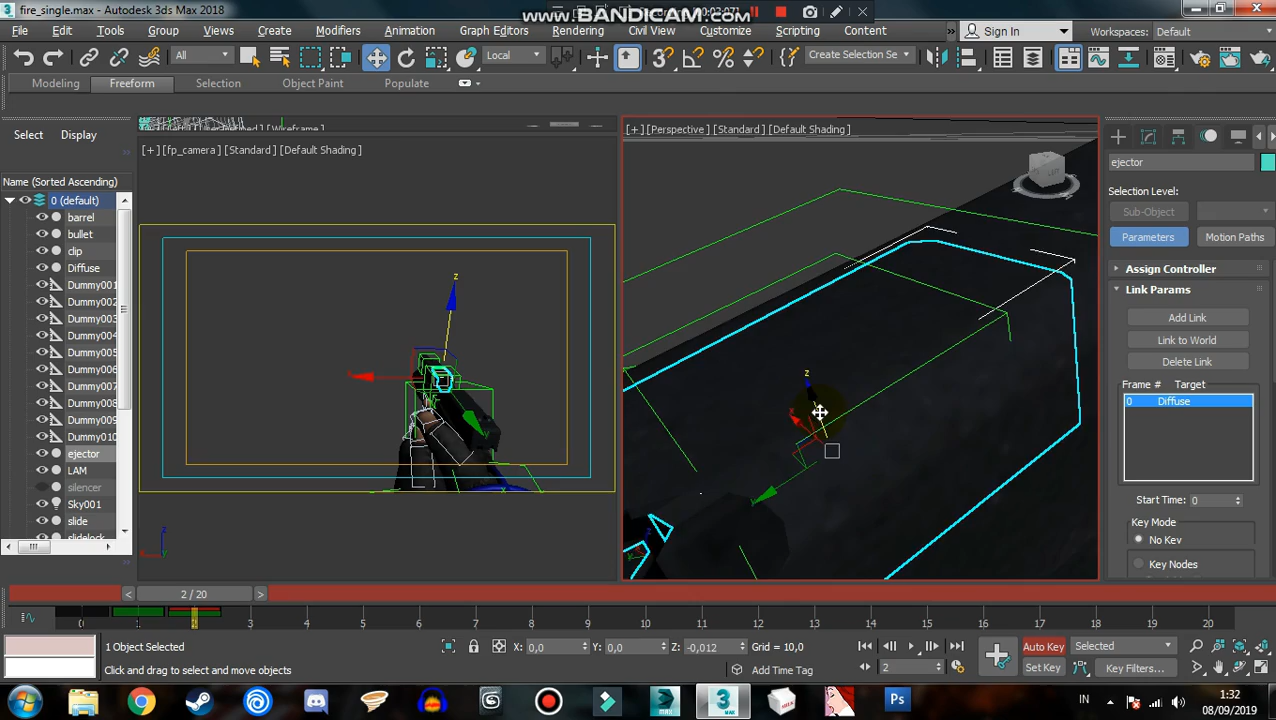 fire_single.max - Autodesk 3ds Max 2018
www.BANDICAM.com
File Edit Tools Group Views Create Modifiers Animation Graph Editors Rendering Civil View Customize Scripting Content
Sign In
Workspaces: Default
All
Local
Create Selection Se
Modeling Freeform Selection Object Paint Populate
Select Display
Name (Sorted Ascending)
0 (default)
barrel
bullet
clip
Diffuse
Dummy001
Dummy002
Dummy003
Dummy004
Dummy005
Dummy006
Dummy007
Dummy008
Dummy009
Dummy010
ejector
LAM
silencer
Sky001
slide
slidelock
[+] [fp_camera] [Standard] [Default Shading]
z
x
y
[+] [Perspective] [Standard] [Default Shading]
z
x
y
ejector
Selection Level:
Sub-Object
Parameters Motion Paths
Assign Controller
Link Params
Add Link
Link to World
Delete Link
Frame # Target
0 Diffuse
Start Time: 0
Key Mode
No Key
Key Nodes
< 2 / 20 >
0 1 2 3 4 5 6 7 8 9 10 11 12 13 14 15 16 17 18 19 20
1 Object Selected
X: 0,0 Y: 0,0 Z: -0,012 Grid = 10,0
Click and drag to select and move objects
Add Time Tag
2
Auto Key Selected
Set Key Key Filters...
IN
1:32
08/09/2019